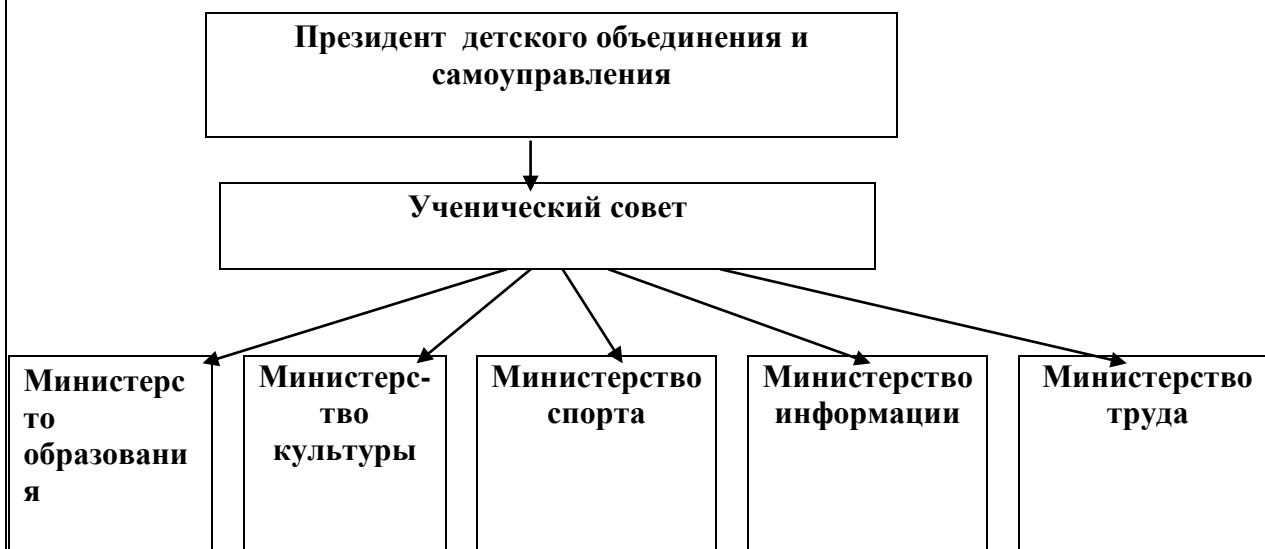 Президент детского объединения и
самоуправления
Ученический совет
Министерс
то
образовани
я
Министерс-
тво
культуры
Министерство
спорта
Министерство
информации
Министерство
труда